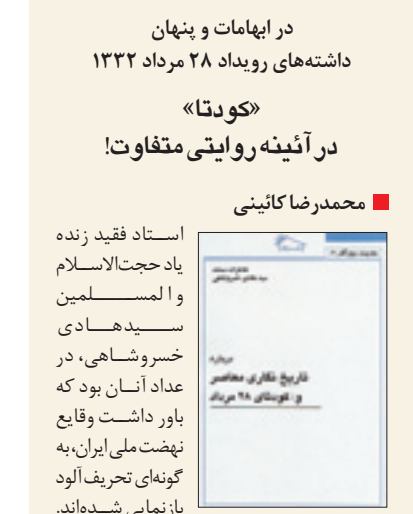 در ابهامات و پنهان
داشته‌های رویداد ۲۸ مرداد ۱۳۳۲
«کودتا»
در آئینه روایتی متفاوت!
محمدرضا کائینی
استاد فقید زنده
یاد حجت‌الاسلام
والمسلمین
سیدهادی
خسروشاهی، در
عداد آنان بود که
باور داشت وقایع
نهضت ملی ایران، به
گونه‌ای تحریف‌آلود
بازنمایی شده‌اند.
درباره
تاریخ نگاری معاصر
و کودتای ۲۸ مرداد